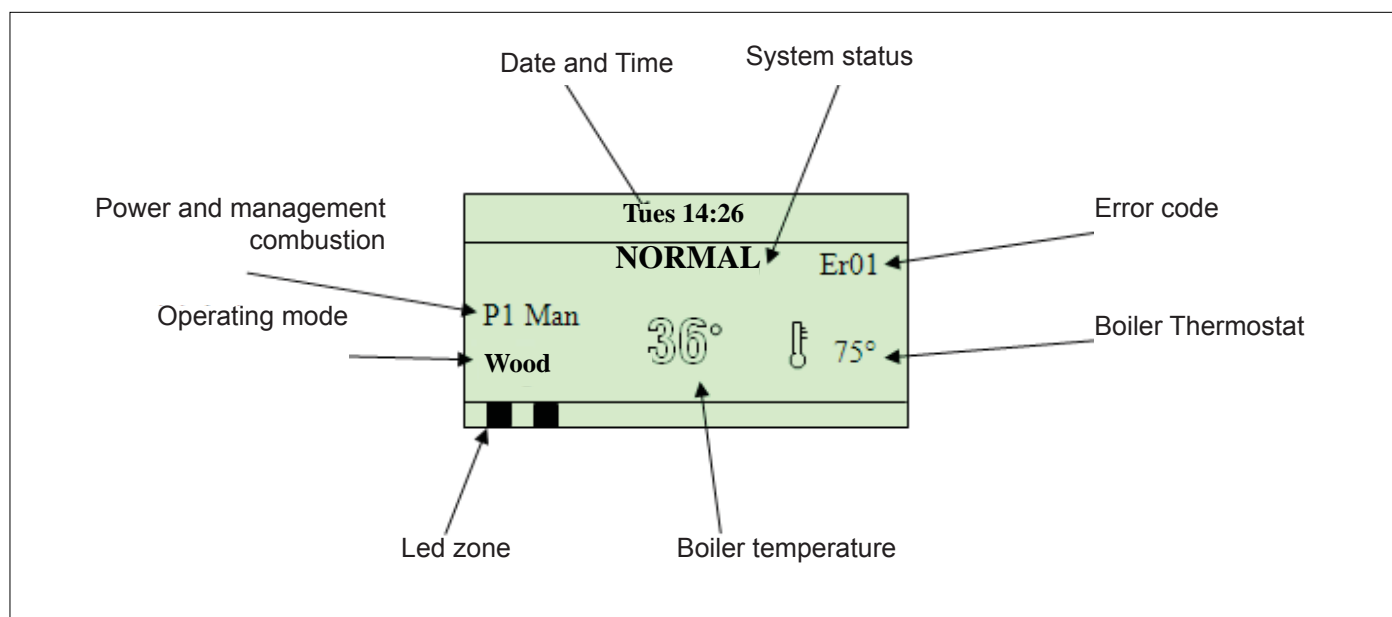 Date and Time
System status
Power and management
combustion
Error code
Tues 14:26
NORMAL
Er01
P1 Man
Operating mode
Boiler Thermostat
36°
75°
Wood
Led zone
Boiler temperature